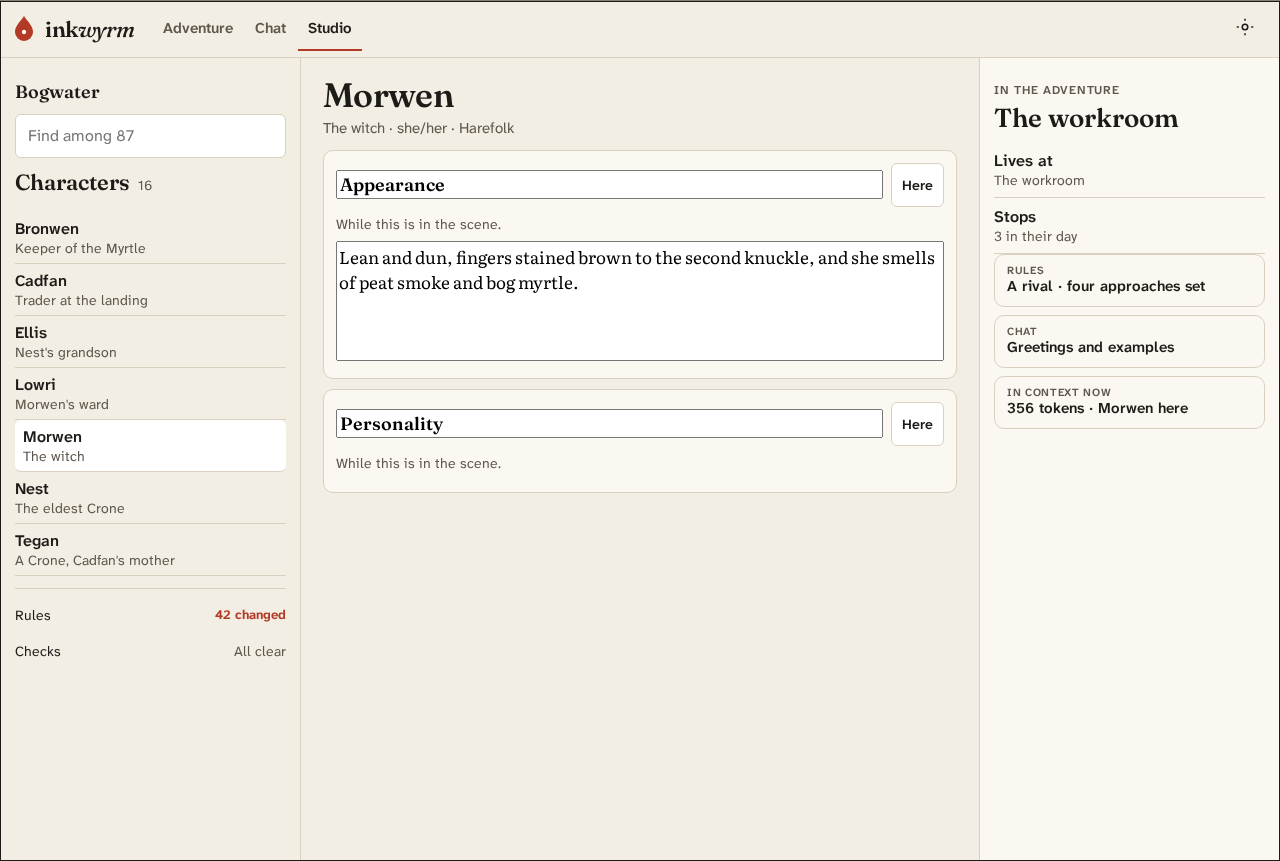 inkwyrm
Adventure
Chat
Studio
Bogwater
Find among 87
Characters 16
Bronwen
Keeper of the Myrtle
Cadfan
Trader at the landing
Ellis
Nest's grandson
Lowri
Morwen's ward
Morwen
The witch
Nest
The eldest Crone
Tegan
A Crone, Cadfan's mother
Rules 42 changed
Checks All clear
Morwen
The witch · she/her · Harefolk
Appearance
Here
While this is in the scene.
Lean and dun, fingers stained brown to the second knuckle, and she smells
of peat smoke and bog myrtle.
Personality
Here
While this is in the scene.
IN THE ADVENTURE
The workroom
Lives at
The workroom
Stops
3 in their day
RULES
A rival · four approaches set
CHAT
Greetings and examples
IN CONTEXT NOW
356 tokens · Morwen here